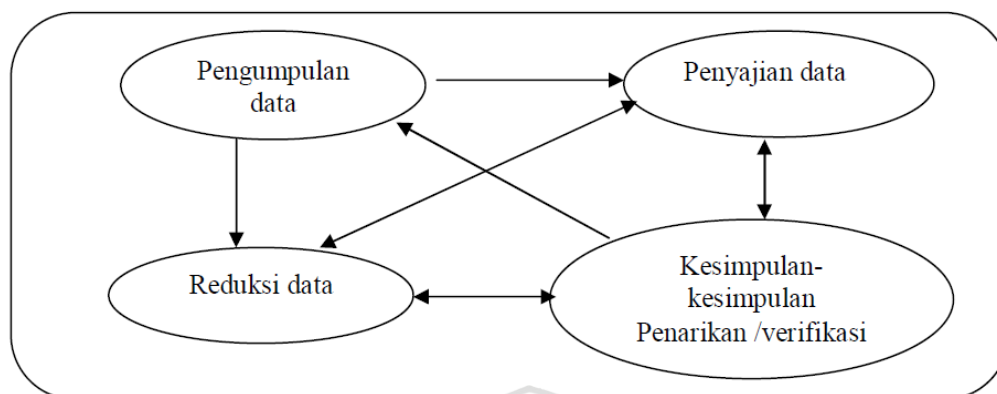 Pengumpulan
data
Penyajian data
Reduksi data
Kesimpulan-
kesimpulan
Penarikan /verifikasi